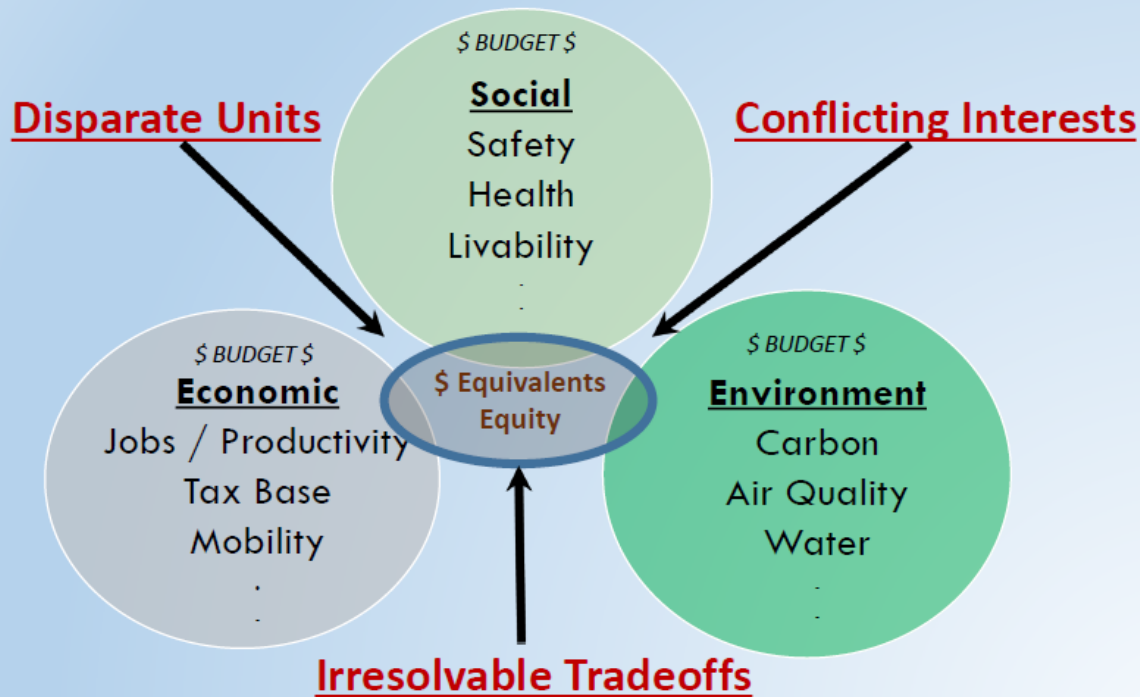 $ BUDGET $
Social
Safety
Health
Livability
.
.
Disparate Units
Conflicting Interests
$ BUDGET $
Economic
Jobs / Productivity
Tax Base
Mobility
.
.
$ Equivalents
Equity
$ BUDGET $
Environment
Carbon
Air Quality
Water
.
.
Irresolvable Tradeoffs